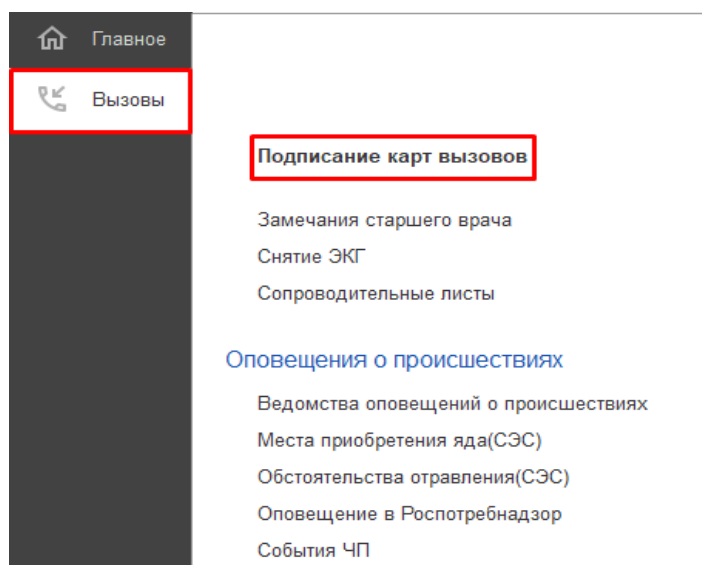 Главное
Вызовы
Подписание карт вызовов
Замечания старшего врача
Снятие ЭКГ
Сопроводительные листы
Оповещения о происшествиях
Ведомства оповещений о происшествиях
Места приобретения яда(СЭС)
Обстоятельства отравления(СЭС)
Оповещение в Роспотребнадзор
События ЧП